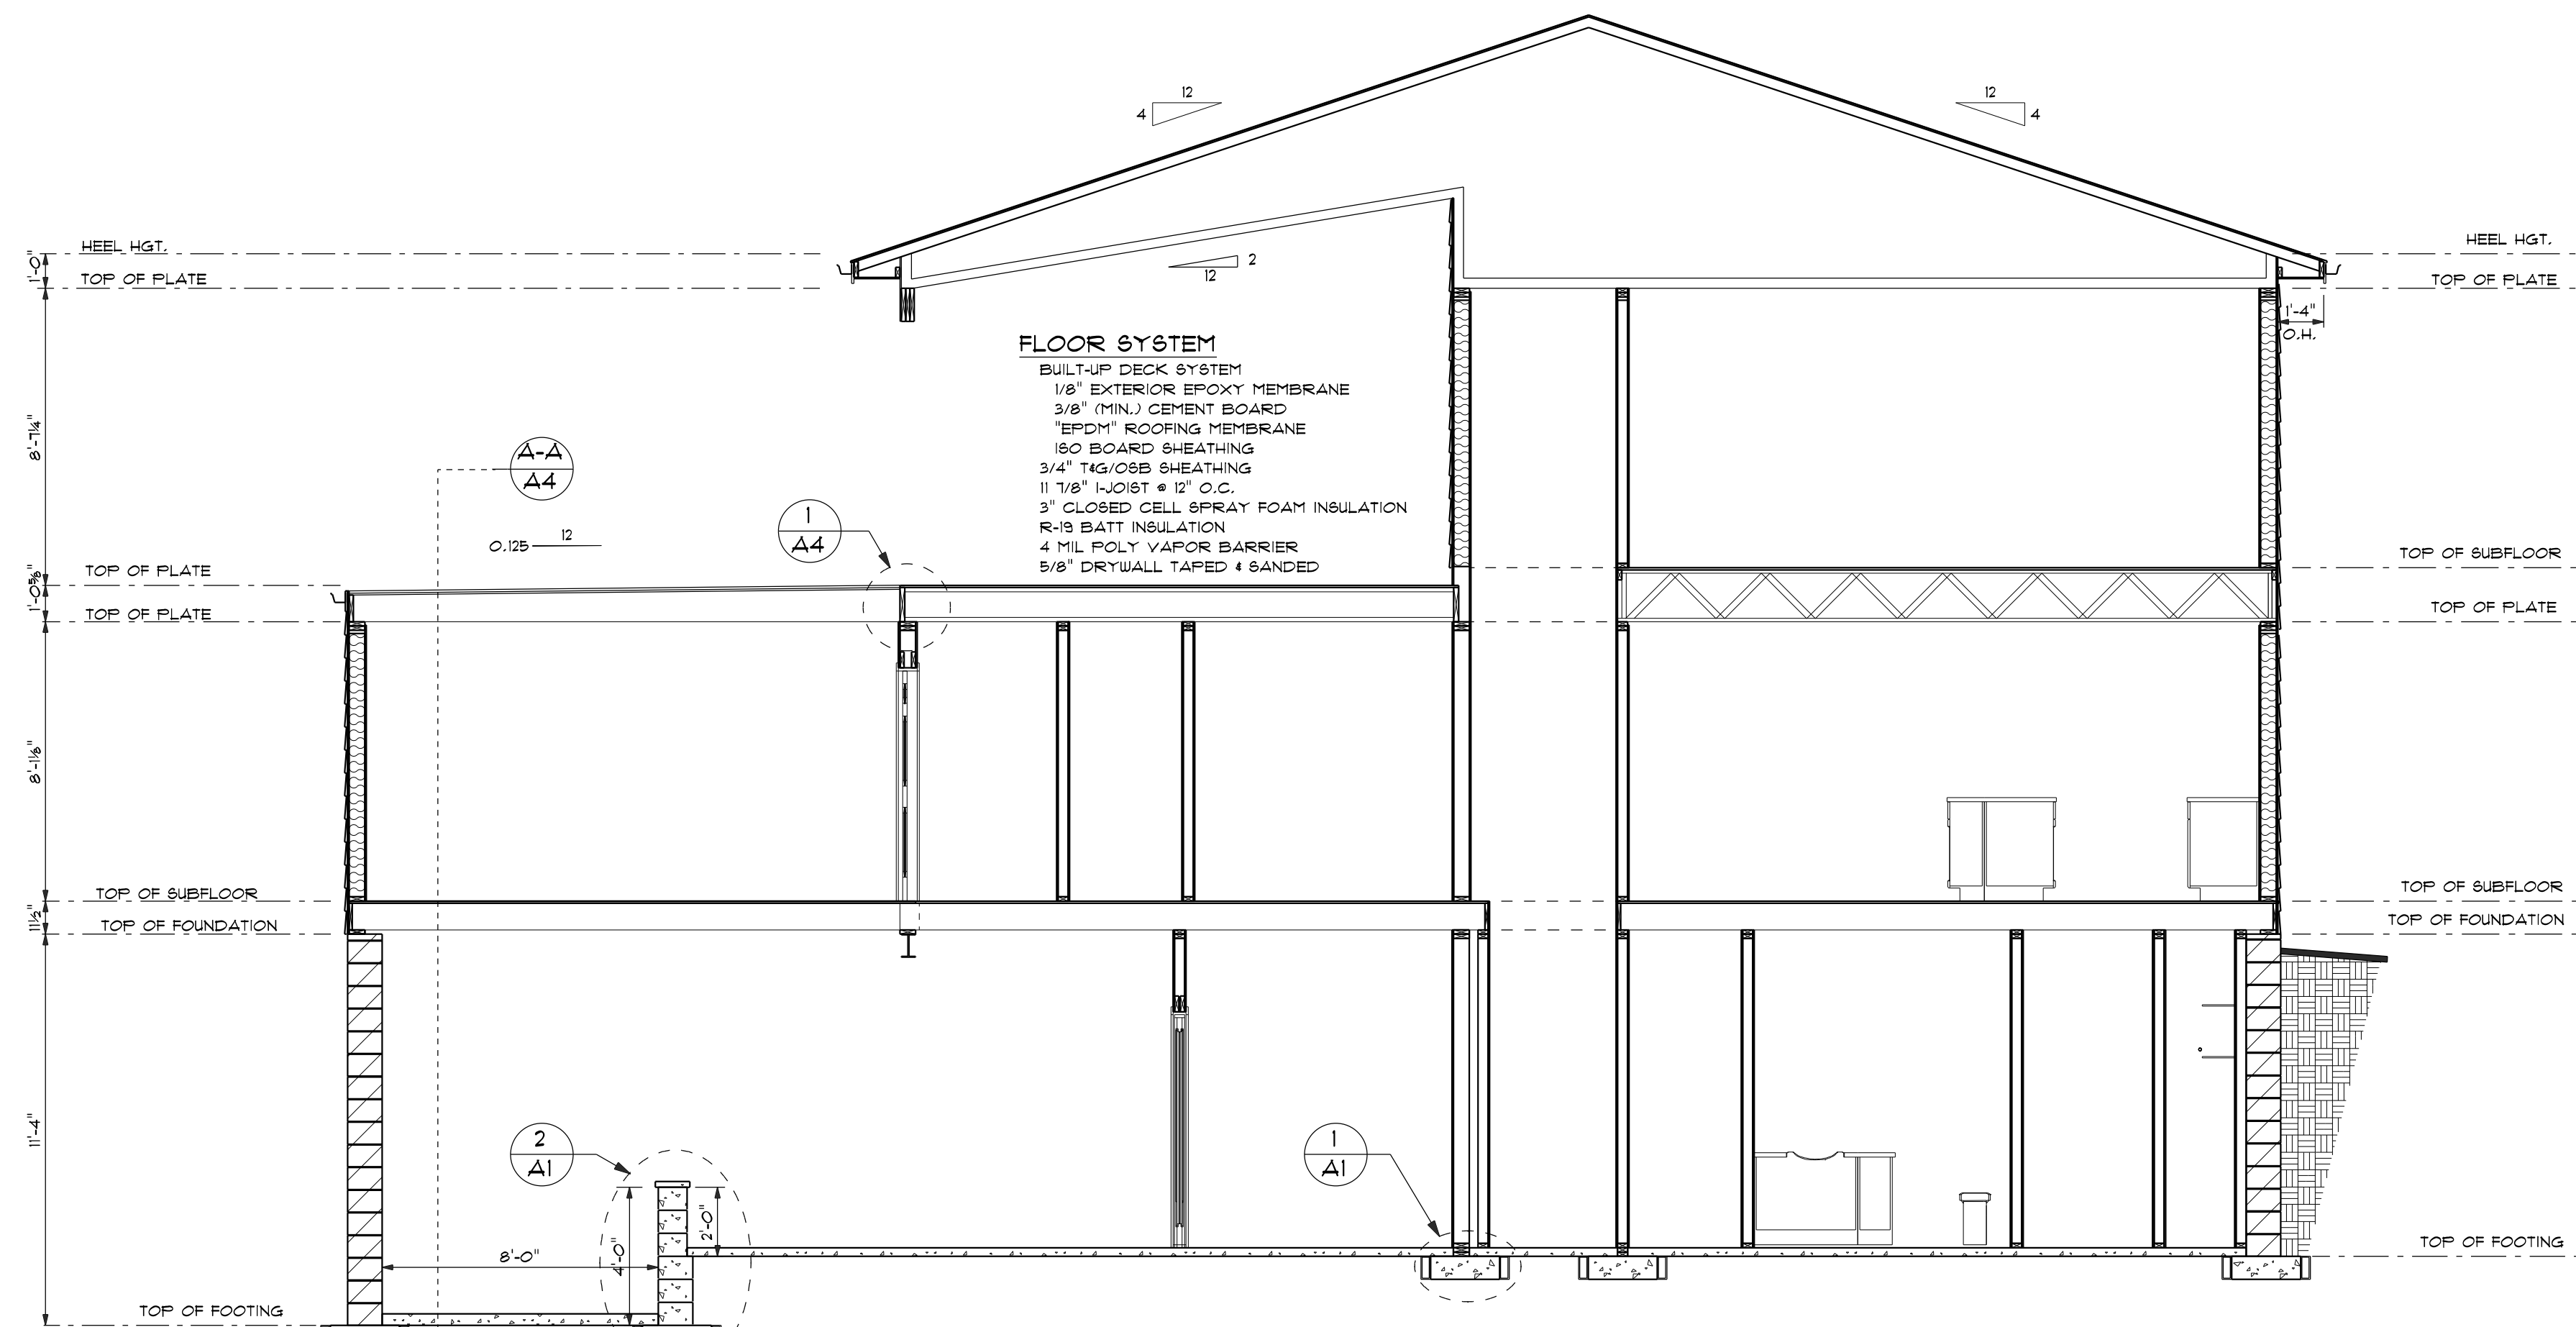 12
4
12
4
HEEL HGT.
HEEL HGT.
1'-0"
TOP OF PLATE
2
12
TOP OF PLATE
1'-4"
O.H.
FLOOR SYSTEM
BUILT-UP DECK SYSTEM
1/8" EXTERIOR EPOXY MEMBRANE
3/8" (MIN.) CEMENT BOARD
"EPDM" ROOFING MEMBRANE
ISO BOARD SHEATHING
3/4" T&G/OSB SHEATHING
11 7/8" I-JOIST @ 12" O.C.
3" CLOSED CELL SPRAY FOAM INSULATION
R-19 BATT INSULATION
4 MIL POLY VAPOR BARRIER
5/8" DRYWALL TAPED & SANDED
8'-7¼"
A-A
A4
1
A4
0.125
12
TOP OF PLATE
TOP OF SUBFLOOR
1'-0⅝"
TOP OF PLATE
TOP OF PLATE
8'-1⅛"
TOP OF SUBFLOOR
TOP OF SUBFLOOR
11½"
TOP OF FOUNDATION
TOP OF FOUNDATION
11'-4"
2
A1
1
A1
2'-0"
4'-0"
8'-0"
TOP OF FOOTING
TOP OF FOOTING